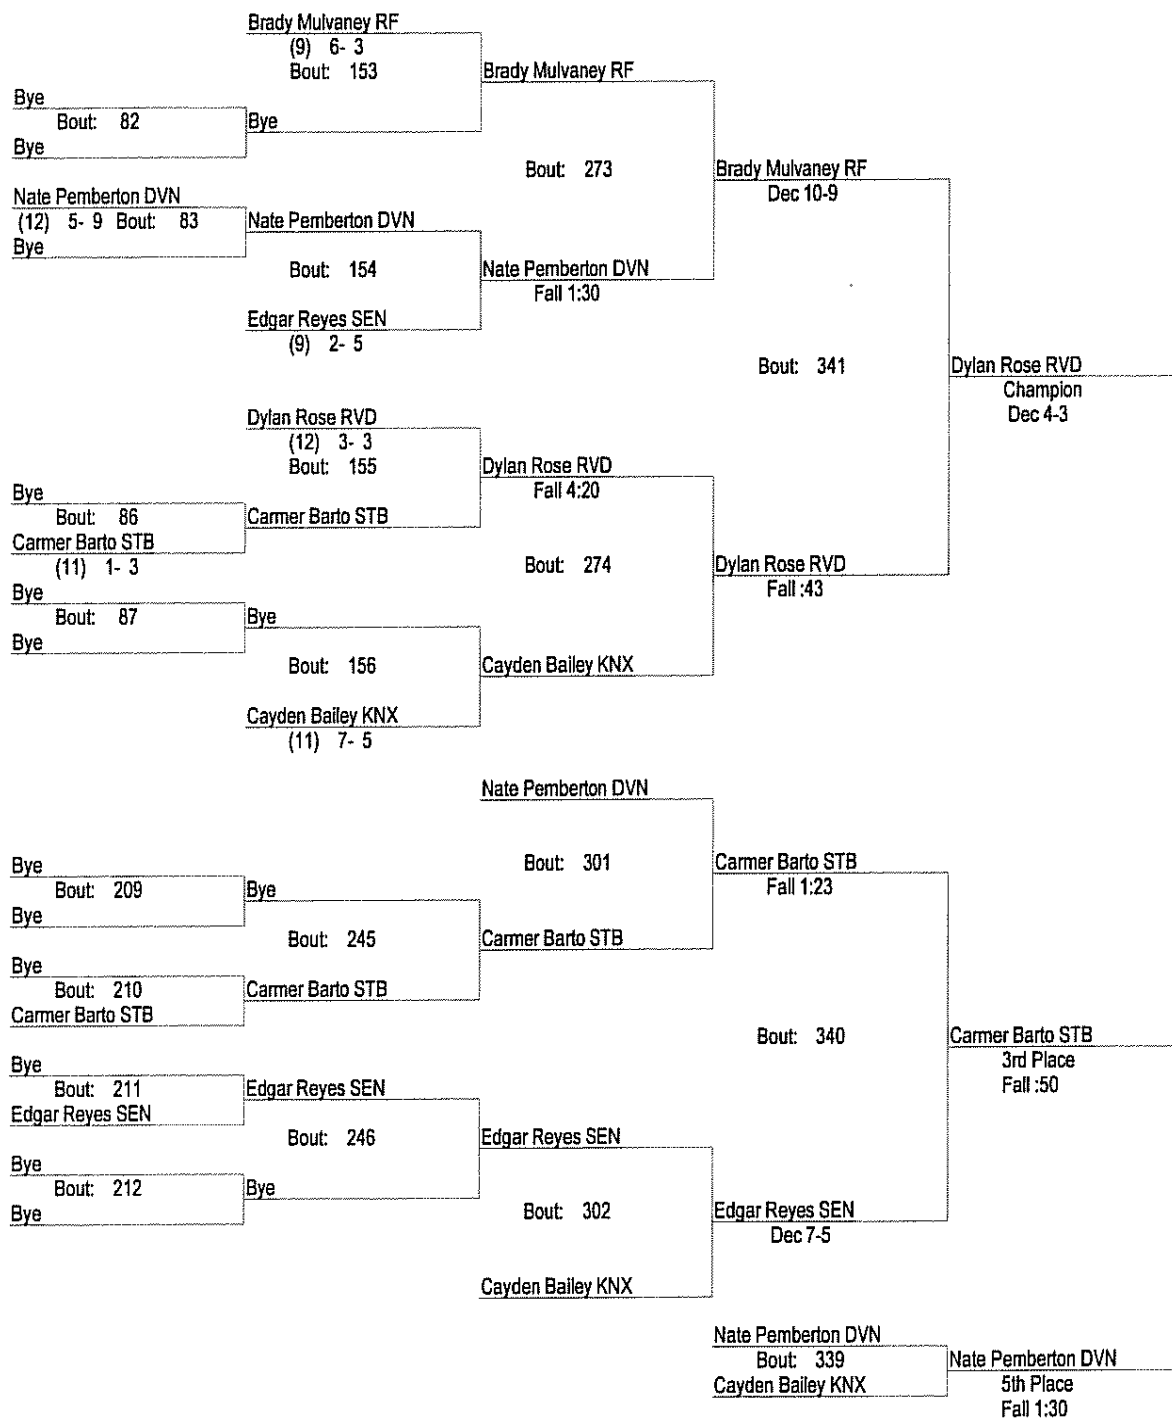 Brady Mulvaney RF
(9) 6- 3
Bout: 153
Brady Mulvaney RF
Bye
Bout: 82
Bye
Bye
Bout: 273
Brady Mulvaney RF
Dec 10-9
Nate Pemberton DVN
(12) 5- 9 Bout: 83
Bye
Nate Pemberton DVN
Bout: 154
Nate Pemberton DVN
Fall 1:30
Edgar Reyes SEN
(9) 2- 5
Bout: 341
Dylan Rose RVD
Champion
Dec 4-3
Dylan Rose RVD
(12) 3- 3
Bout: 155
Dylan Rose RVD
Fall 4:20
Bye
Bout: 86
Carmer Barto STB
(11) 1- 3
Carmer Barto STB
Bout: 274
Dylan Rose RVD
Fall :43
Bye
Bout: 87
Bye
Bye
Bout: 156
Cayden Bailey KNX
Cayden Bailey KNX
(11) 7- 5
Nate Pemberton DVN
Bout: 301
Carmer Barto STB
Fall 1:23
Bye
Bout: 209
Bye
Bye
Bout: 245
Carmer Barto STB
Bye
Bout: 210
Carmer Barto STB
Carmer Barto STB
Bout: 340
Carmer Barto STB
3rd Place
Fall :50
Bye
Bout: 211
Edgar Reyes SEN
Edgar Reyes SEN
Bout: 246
Edgar Reyes SEN
Bye
Bout: 212
Bye
Bye
Bout: 302
Edgar Reyes SEN
Dec 7-5
Cayden Bailey KNX
Nate Pemberton DVN
Bout: 339
Cayden Bailey KNX
Nate Pemberton DVN
5th Place
Fall 1:30